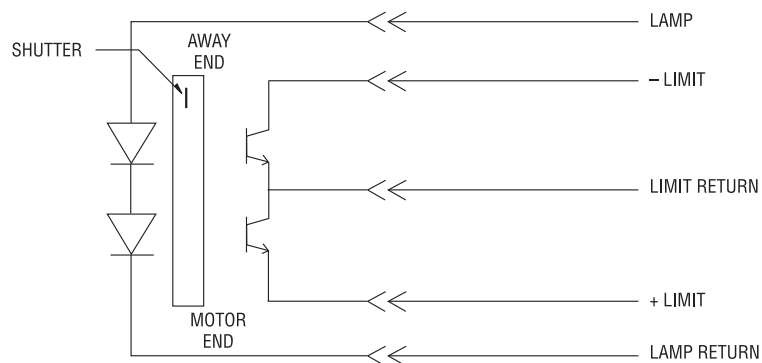 LAMP
SHUTTER
AWAY
END
– LIMIT
LIMIT RETURN
+ LIMIT
MOTOR
END
LAMP RETURN